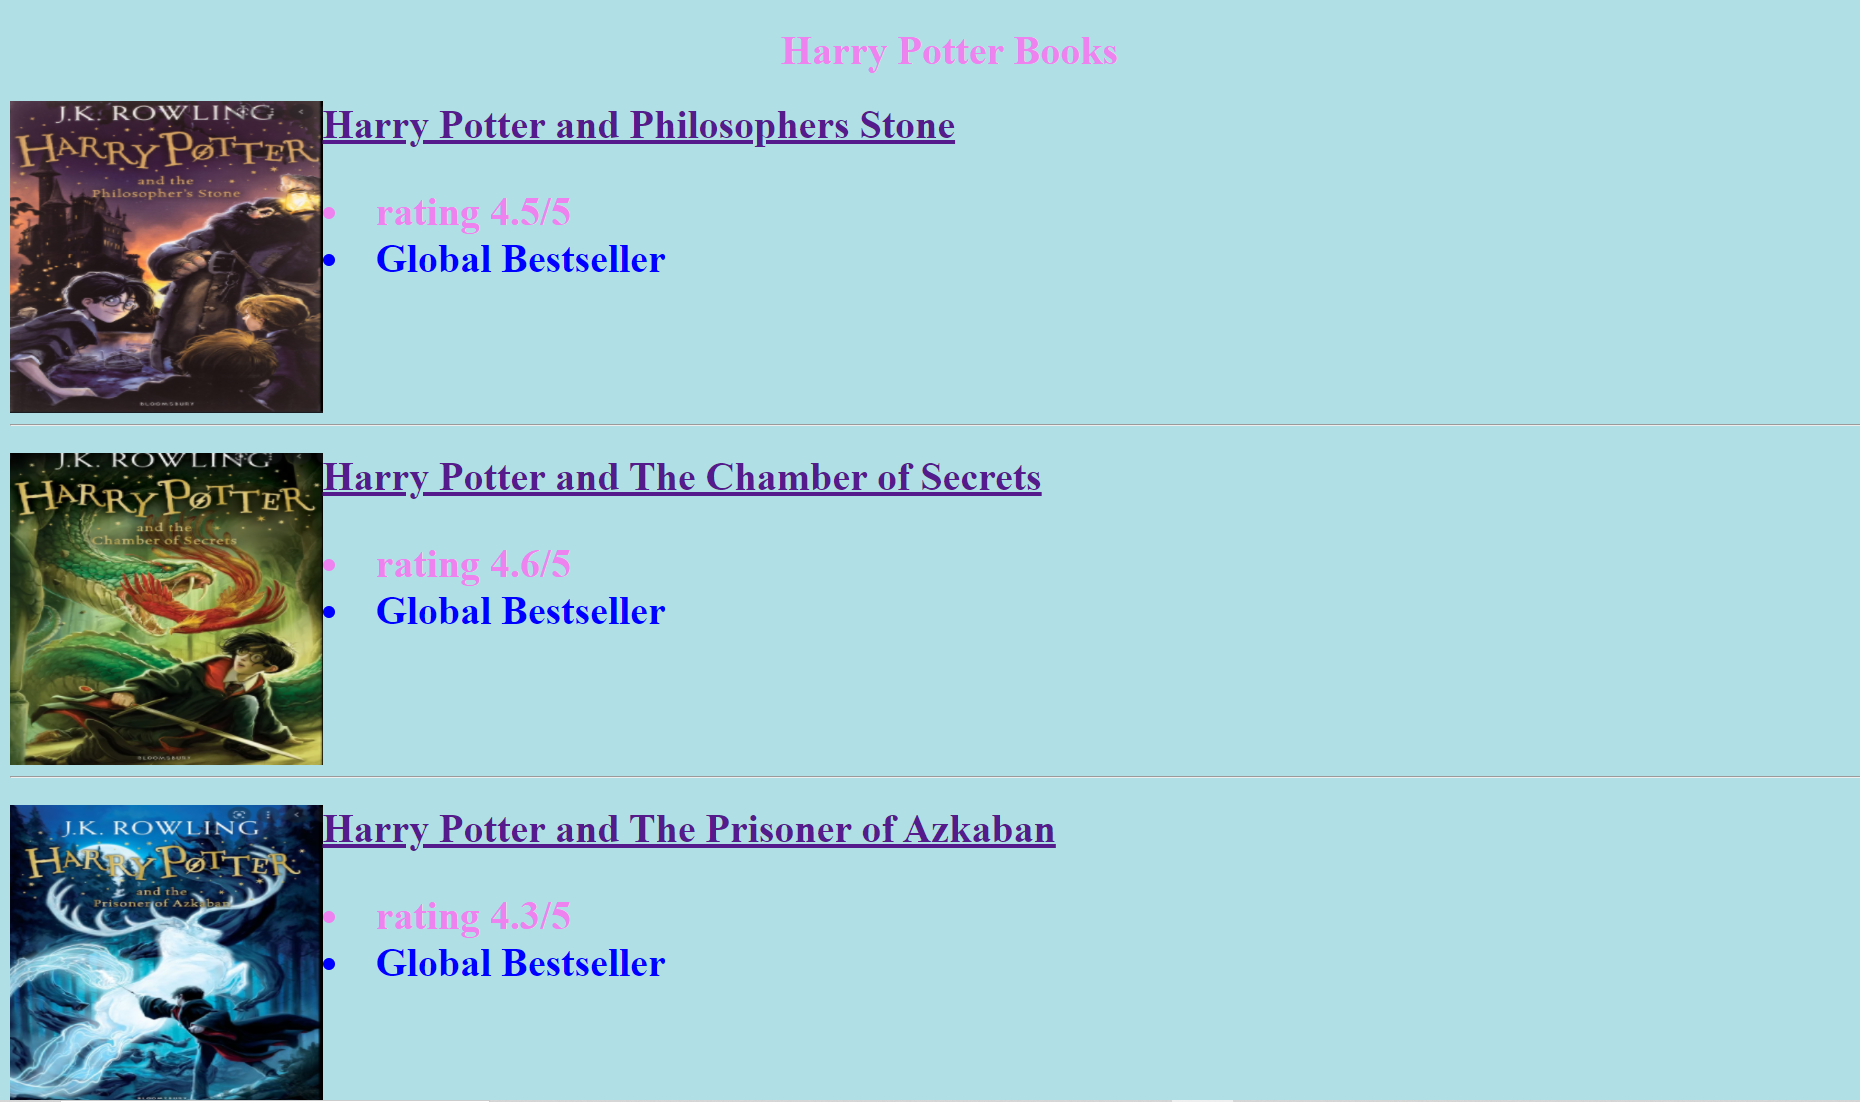 Harry Potter Books
J.K. ROWLING
HARRY POTTER
and the
Philosopher's Stone
BLOOMSBURY
Harry Potter and Philosophers Stone
rating 4.5/5
Global Bestseller
J.K. ROWLING
HARRY POTTER
and the
Chamber of Secrets
BLOOMSBURY
Harry Potter and The Chamber of Secrets
rating 4.6/5
Global Bestseller
J.K. ROWLING
HARRY POTTER
and the
Prisoner of Azkaban
Harry Potter and The Prisoner of Azkaban
rating 4.3/5
Global Bestseller